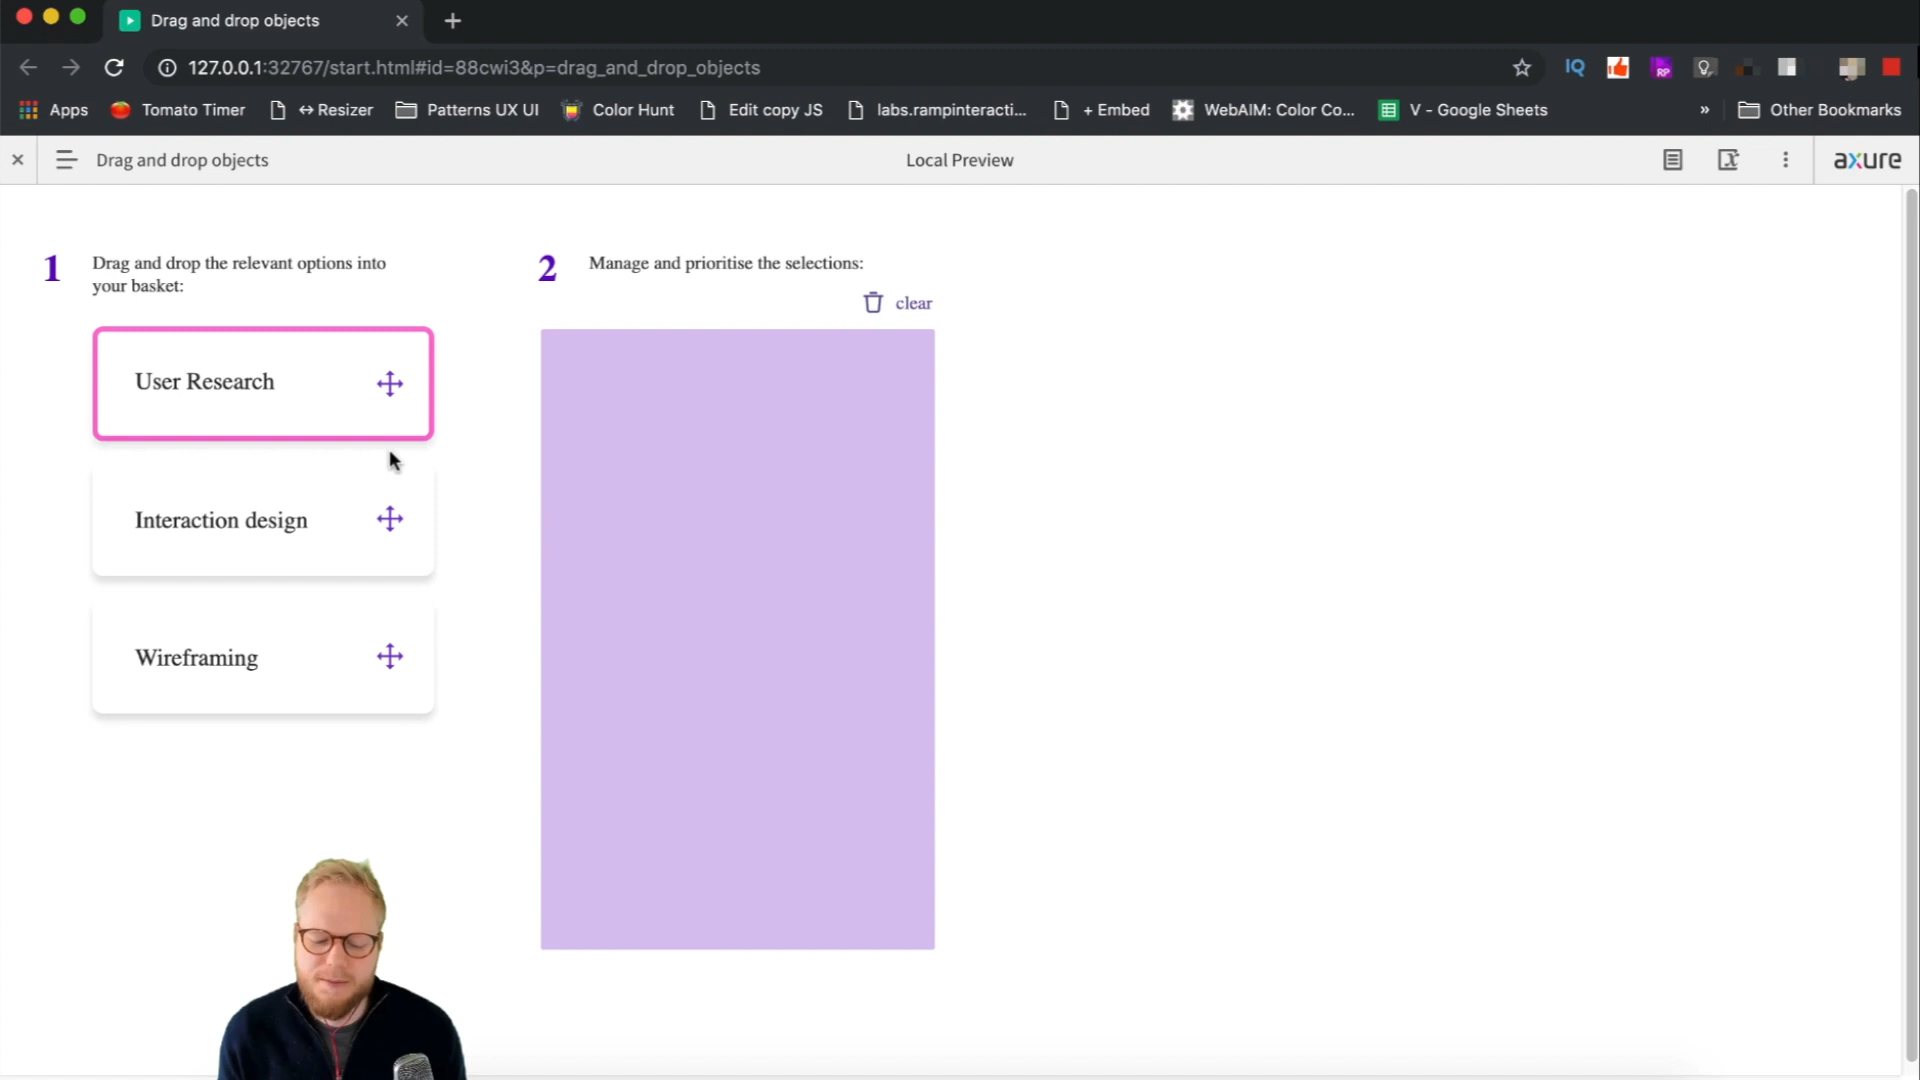 Drag and drop objects
127.0.0.1:32767/start.html#id=88cwi3&p=drag_and_drop_objects
IQ
RP
Apps Tomato Timer ↔Resizer Patterns UX UI Color Hunt Edit copy JS labs.rampinteracti... + Embed WebAIM: Color Co... V - Google Sheets » Other Bookmarks
Drag and drop objects Local Preview axure
1 Drag and drop the relevant options into
your basket:
User Research
Interaction design
Wireframing
2 Manage and prioritise the selections:
clear